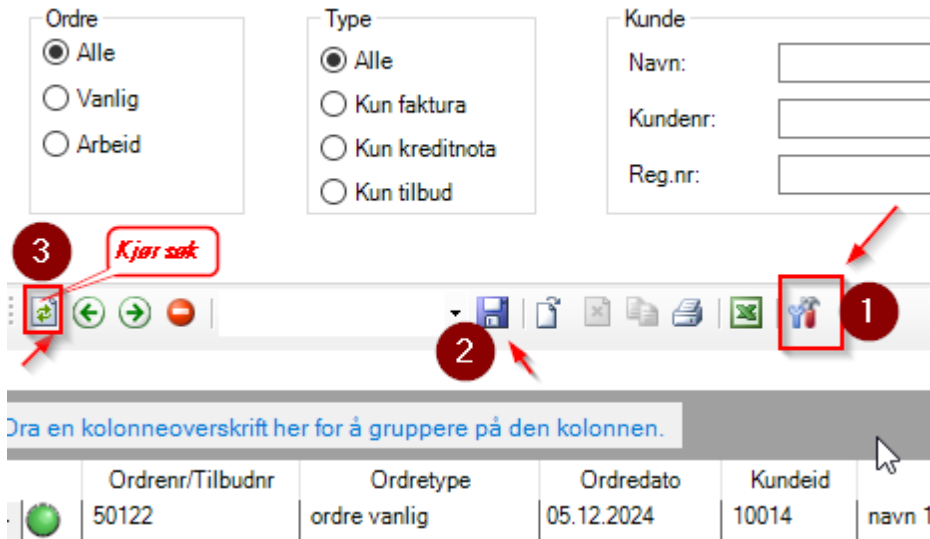 Ordre
Alle
Vanlig
Arbeid
Type
Alle
Kun faktura
Kun kreditnota
Kun tilbud
Kunde
Navn:
Kundenr:
Reg.nr:
3
Kjør søk
1
2
Dra en kolonneoverskrift her for å gruppere på den kolonnen.
Ordrenr/Tilbudnr Ordretype Ordredato Kundeid
50122 ordre vanlig 05.12.2024 10014 navn 1